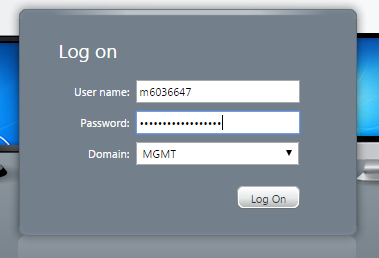 Log on
User name: m6036647
Password: ••••••••••••••••••
Domain: MGMT
Log On